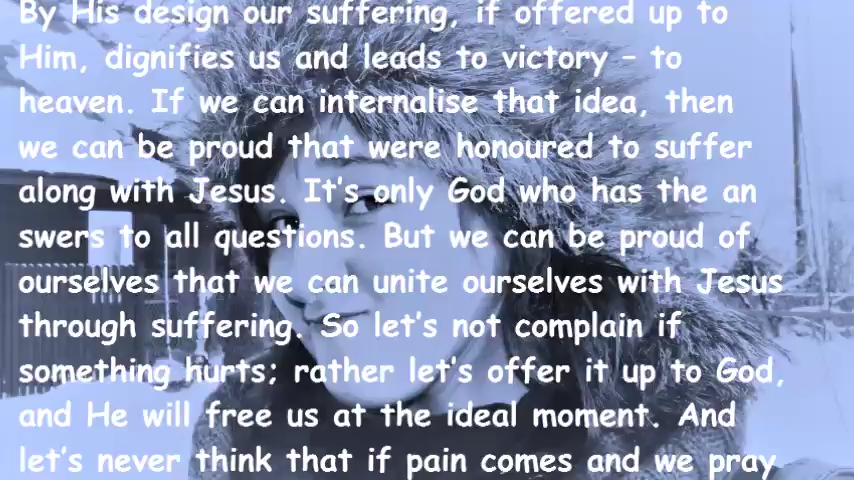 By His design our suffering, if offered up to
Him, dignifies us and leads to victory – to
heaven. If we can internalise that idea, then
we can be proud that were honoured to suffer
along with Jesus. It's only God who has the an
swers to all questions. But we can be proud of
ourselves that we can unite ourselves with Jesus
through suffering. So let's not complain if
something hurts; rather let's offer it up to God,
and He will free us at the ideal moment. And
let's never think that if pain comes and we pray